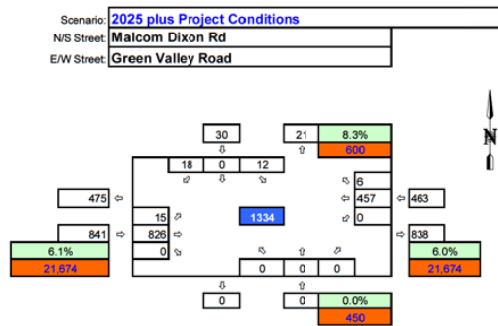 Scenario: 2025 plus Project Conditions
N/S Street: Malcom Dixon Rd
E/W Street: Green Valley Road
30 21 8.3%
600
N
18 0 12
6
475 457 463
0
15 1334
841 826 838
6.1% 0 6.0%
21,674 0 0 0 21,674
0 0 0.0%
450